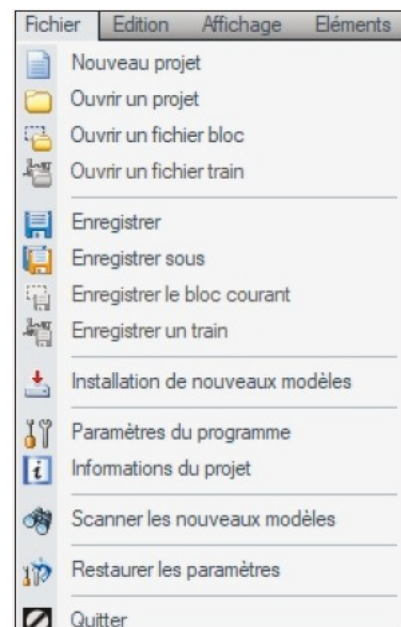 Fichier Edition Affichage Eléments
Nouveau projet
Ouvrir un projet
Ouvrir un fichier bloc
Ouvrir un fichier train
Enregistrer
Enregistrer sous
Enregistrer le bloc courant
Enregistrer un train
Installation de nouveaux modèles
Paramètres du programme
Informations du projet
Scanner les nouveaux modèles
Restaurer les paramètres
Quitter